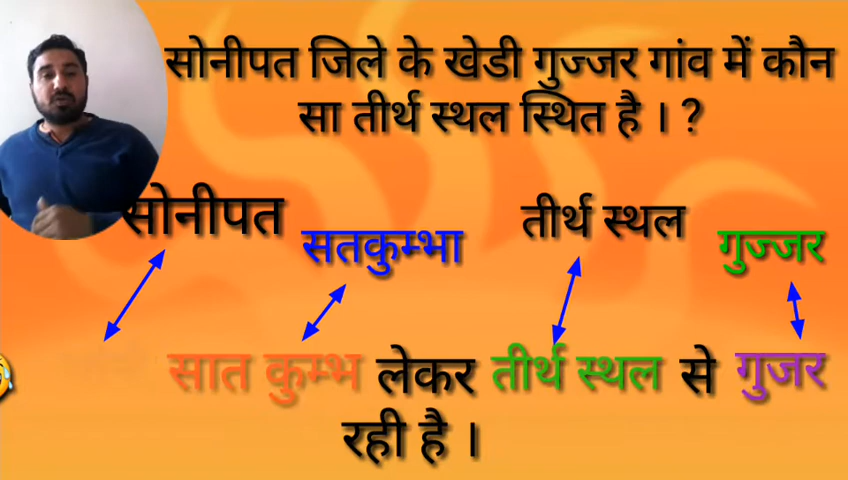 सोनीपत जिले के खेडी गुज्जर गांव में कौन
सा तीर्थ स्थल स्थित है । ?
सोनीपत सतकुम्भा तीर्थ स्थल गुज्जर
सात कुम्भ लेकर तीर्थ स्थल से गुजर
रही है ।